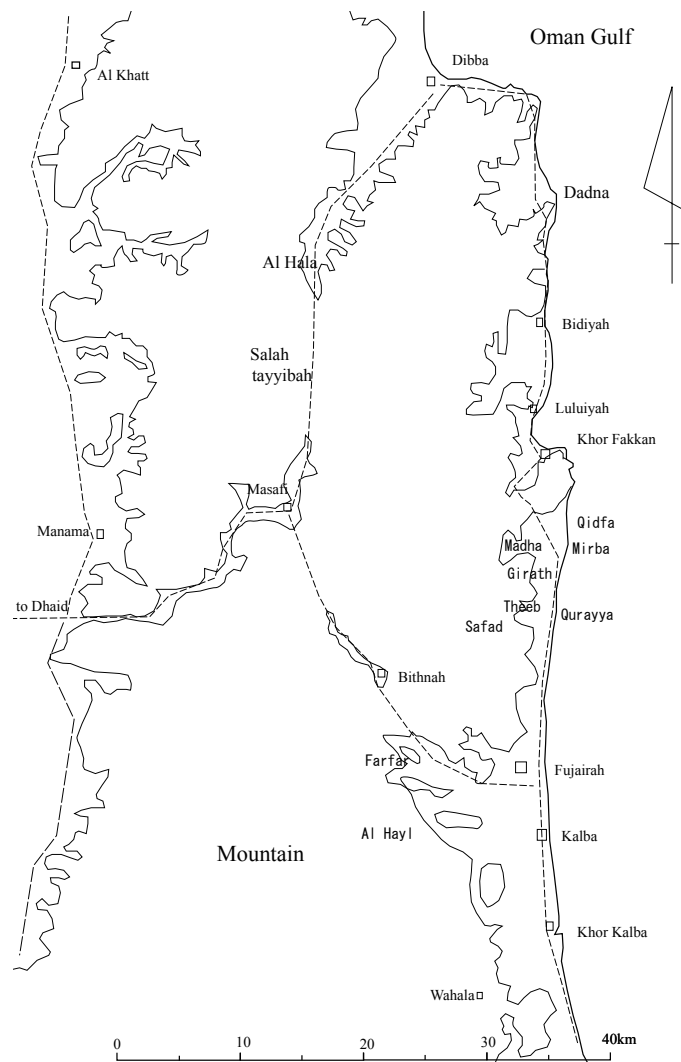 Oman Gulf
Dibba
Al Khatt
Dadna
Al Hala
Bidiyah
Salah
tayyibah
Luluiyah
Khor Fakkan
Masafi
Qidfa
Manama
Madha
Mirba
Girath
to Dhaid
Theeb
Qurayya
Safad
Bithnah
Farfar
Fujairah
Al Hayl
Kalba
Mountain
Khor Kalba
Wahala
0 10 20 30 40km